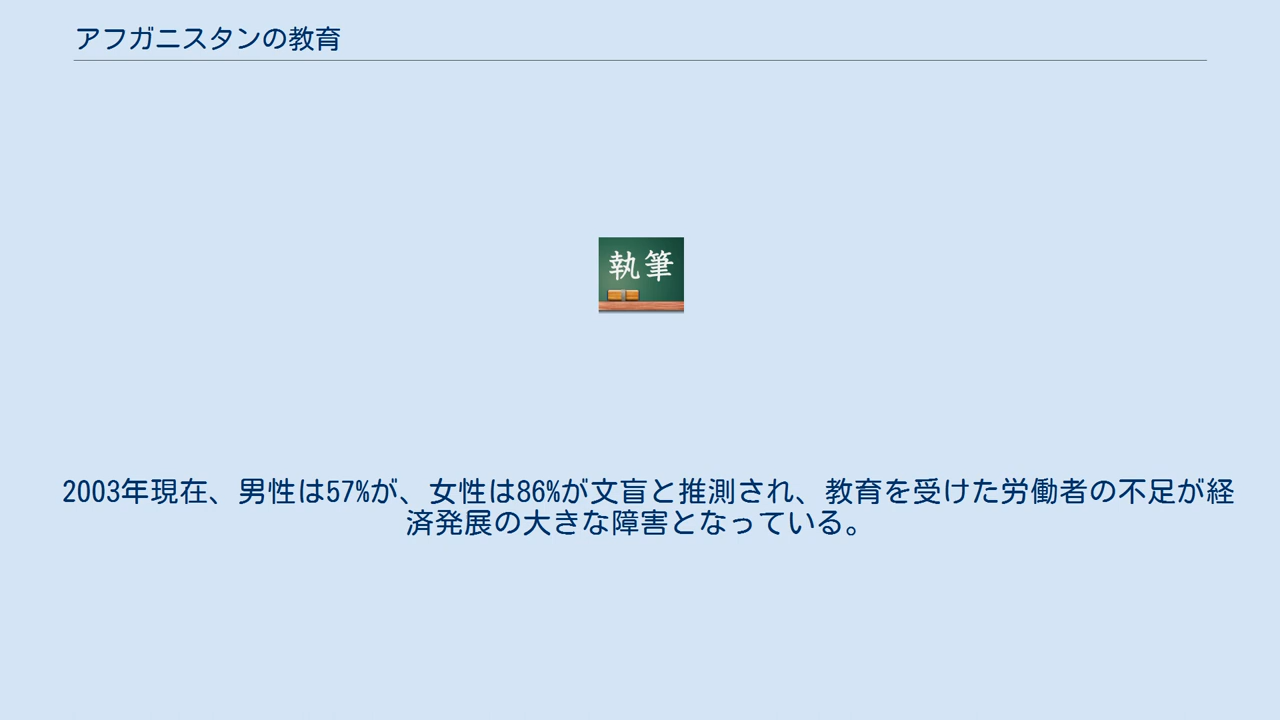 アフガニスタンの教育
執筆
2003年現在、男性は57%が、女性は86%が文盲と推測され、教育を受けた労働者の不足が経
済発展の大きな障害となっている。